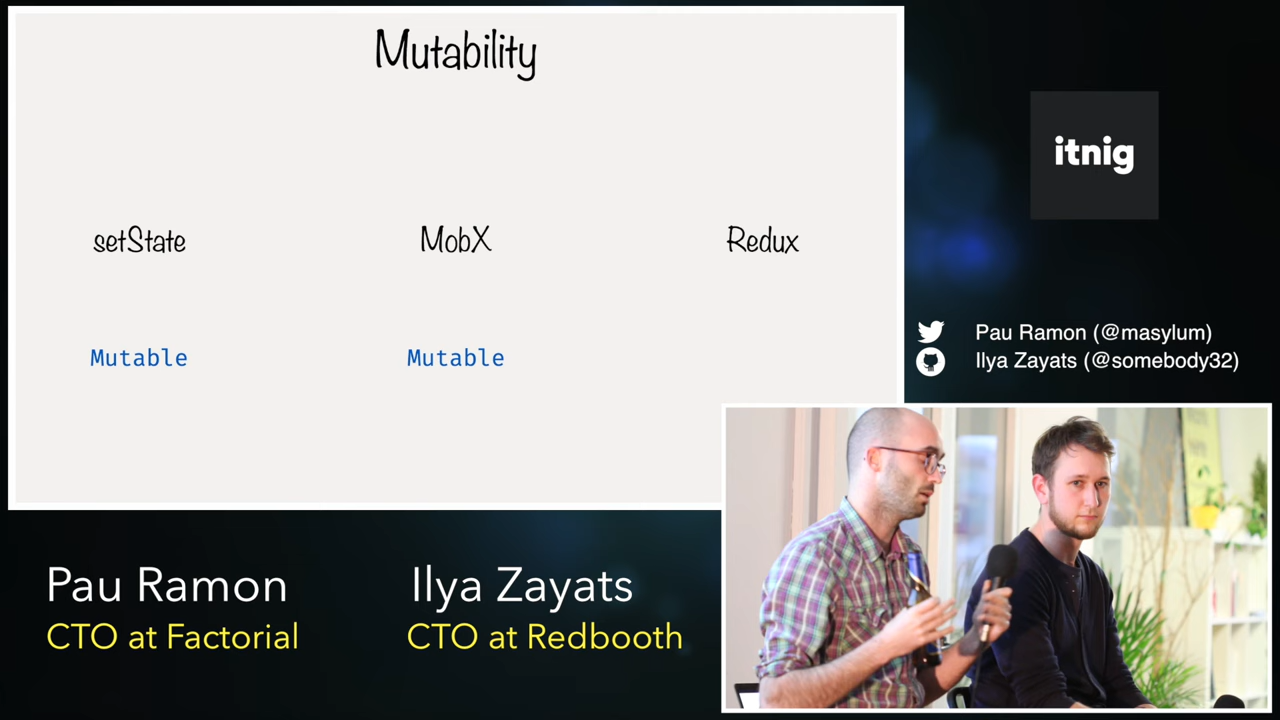 Mutability
setState
MobX
Redux
Mutable
Mutable
itnig
Pau Ramon (@masylum)
Ilya Zayats (@somebody32)
Pau Ramon
CTO at Factorial
Ilya Zayats
CTO at Redbooth